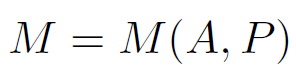 M = M(A, P)